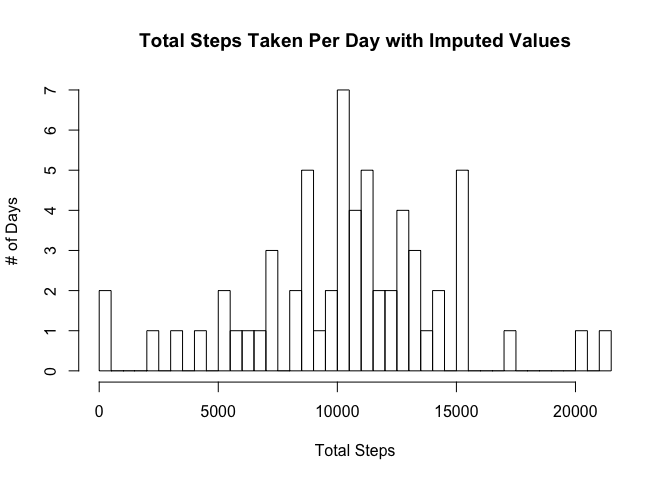 Total Steps Taken Per Day with Imputed Values
7
6
5
4
3
2
1
0
# of Days
0 5000 10000 15000 20000
Total Steps